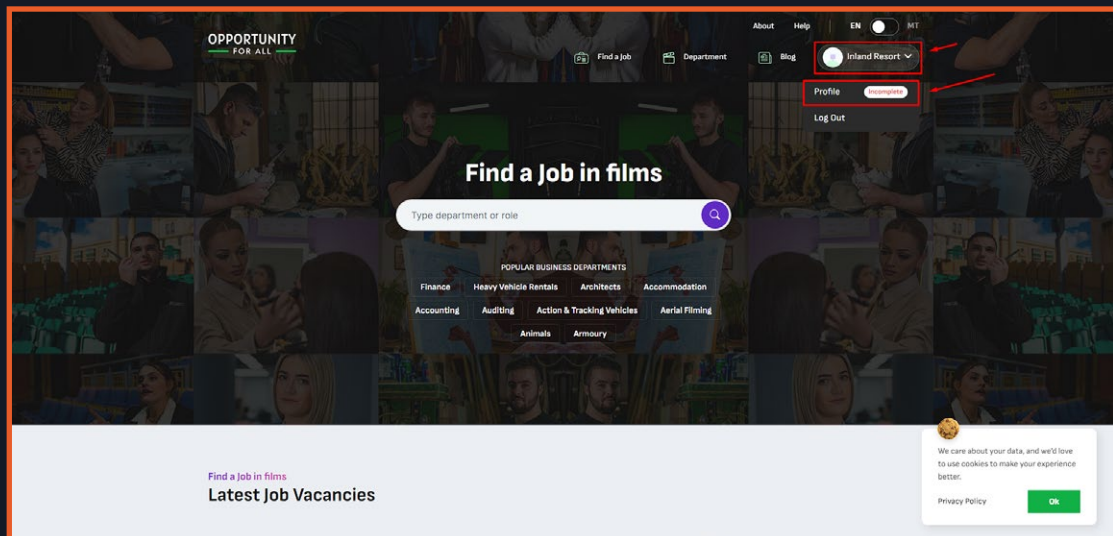 OPPORTUNITY
FOR ALL
About Help EN MT
Find a Job Department Blog Inland Resort
Profile Incomplete
Log Out
Find a Job in films
Type department or role
POPULAR BUSINESS DEPARTMENTS
Finance Heavy Vehicle Rentals Architects Accommodation
Accounting Auditing Action & Tracking Vehicles Aerial Filming
Animals Armoury
We care about your data, and we'd love
to use cookies to make your experience
better.
Privacy Policy Ok
Find a Job in films
Latest Job Vacancies